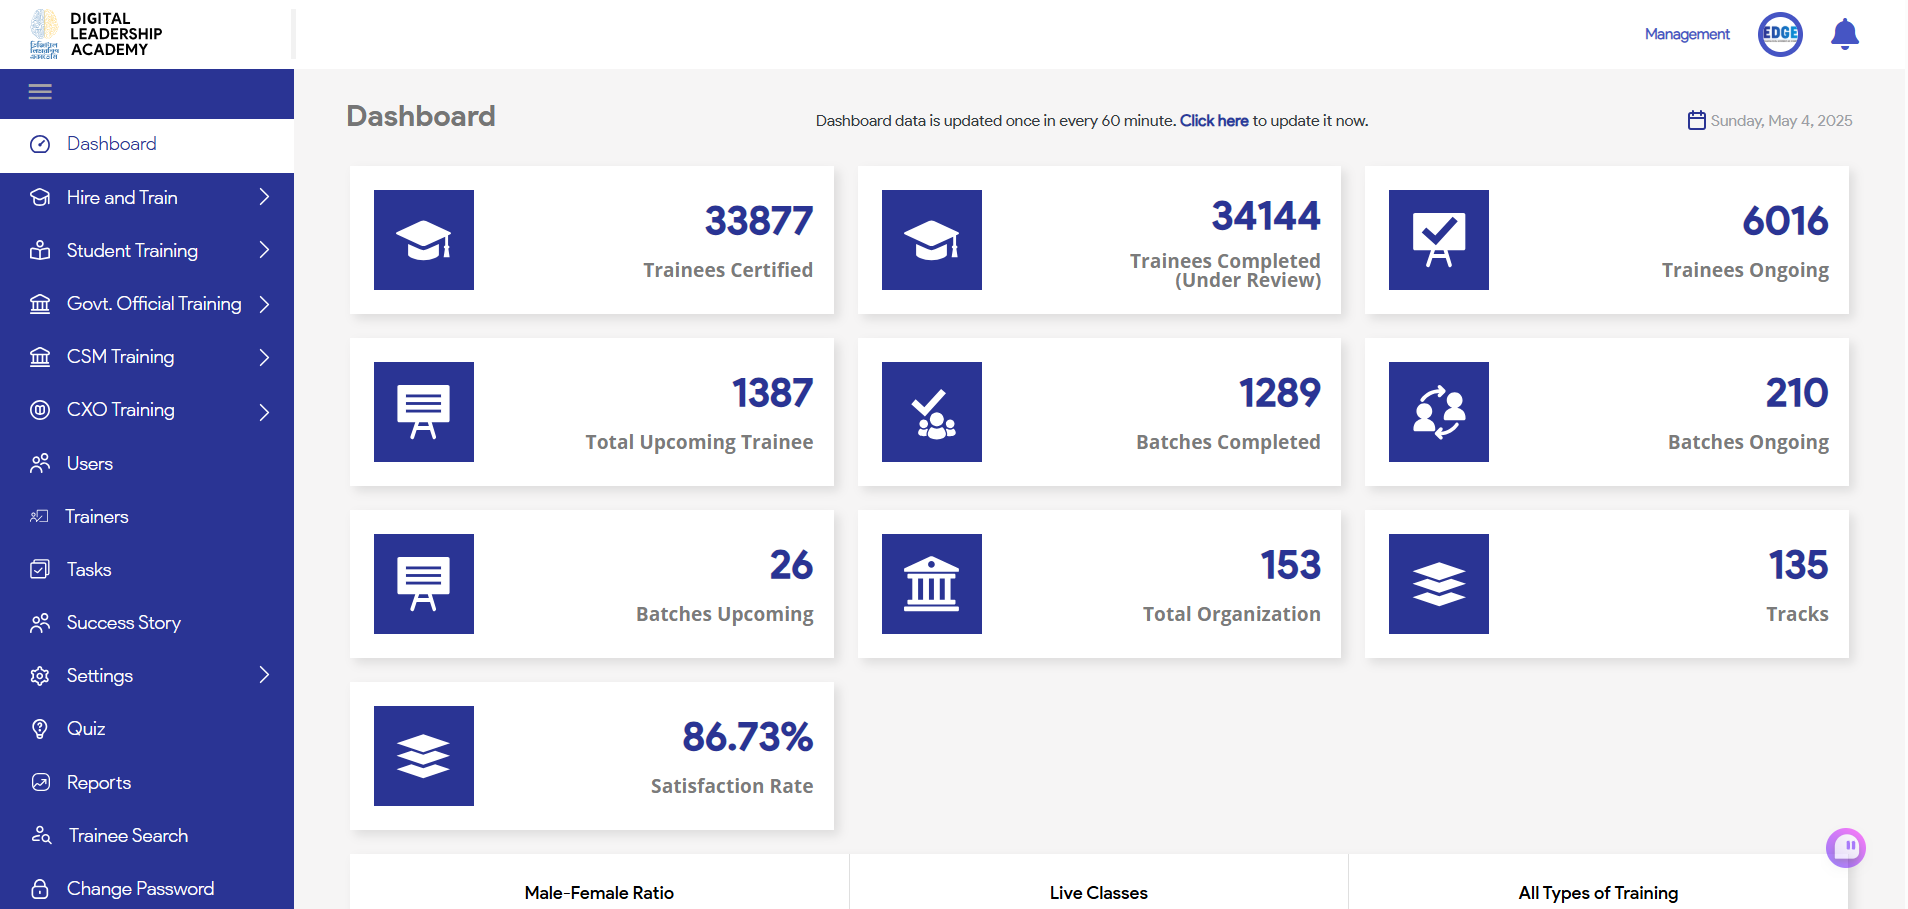 DIGITAL
LEADERSHIP
ACADEMY
Management
EDGE
Dashboard
Hire and Train
Student Training
Govt. Official Training
CSM Training
CXO Training
Users
Trainers
Tasks
Success Story
Settings
Quiz
Reports
Trainee Search
Change Password
Dashboard
Dashboard data is updated once in every 60 minute. Click here to update it now.
Sunday, May 4, 2025
33877
Trainees Certified
34144
Trainees Completed
(Under Review)
6016
Trainees Ongoing
1387
Total Upcoming Trainee
1289
Batches Completed
210
Batches Ongoing
26
Batches Upcoming
153
Total Organization
135
Tracks
86.73%
Satisfaction Rate
Male-Female Ratio
Live Classes
All Types of Training